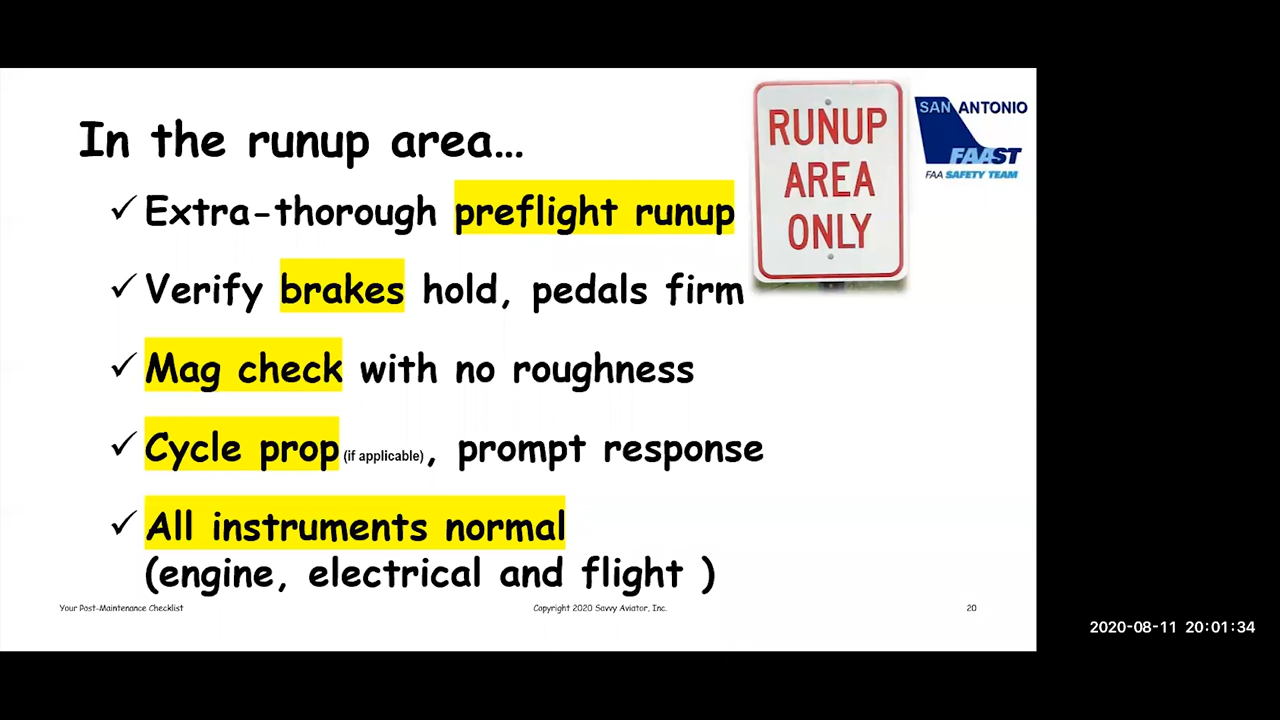 In the runup area...
✓ Extra-thorough preflight runup
✓ Verify brakes hold, pedals firm
✓ Mag check with no roughness
✓ Cycle prop (if applicable), prompt response
✓ All instruments normal
(engine, electrical and flight )
RUNUP
AREA
ONLY
SAN ANTONIO
FAAST
FAA SAFETY TEAM
Your Post-Maintenance Checklist
Copyright 2020 Savvy Aviator, Inc.
20
2020-08-11 20:01:34